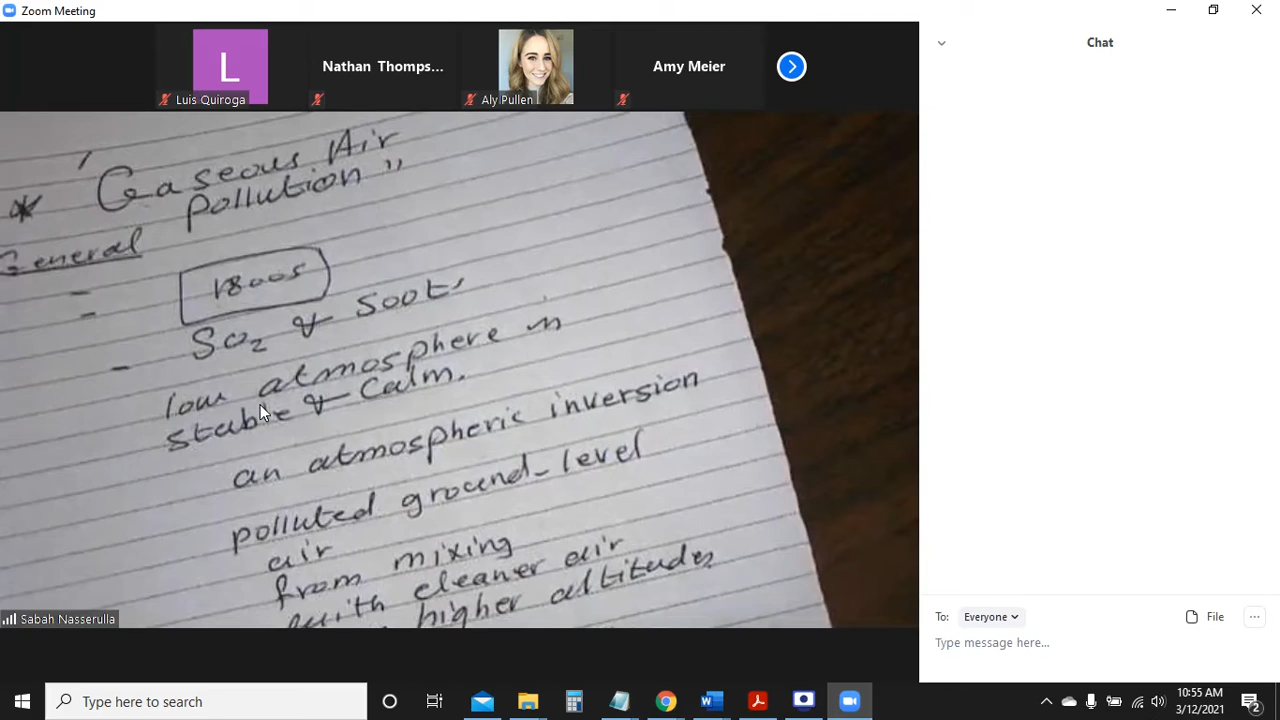 Zoom Meeting
L
Luis Quiroga
Nathan Thomps...
Aly Pullen
Amy Meier
Chat
* "Gaseous Air
Pollution"
General
- 1800s
- SO2 & Soot
- low atmosphere is
stable & Calm.
an atmospheric inversion
polluted ground-level
air
from mixing
with cleaner air
higher altitudes
Sabah Nasserulla
To: Everyone
File
...
Type message here...
Type here to search
10:55 AM
3/12/2021
2